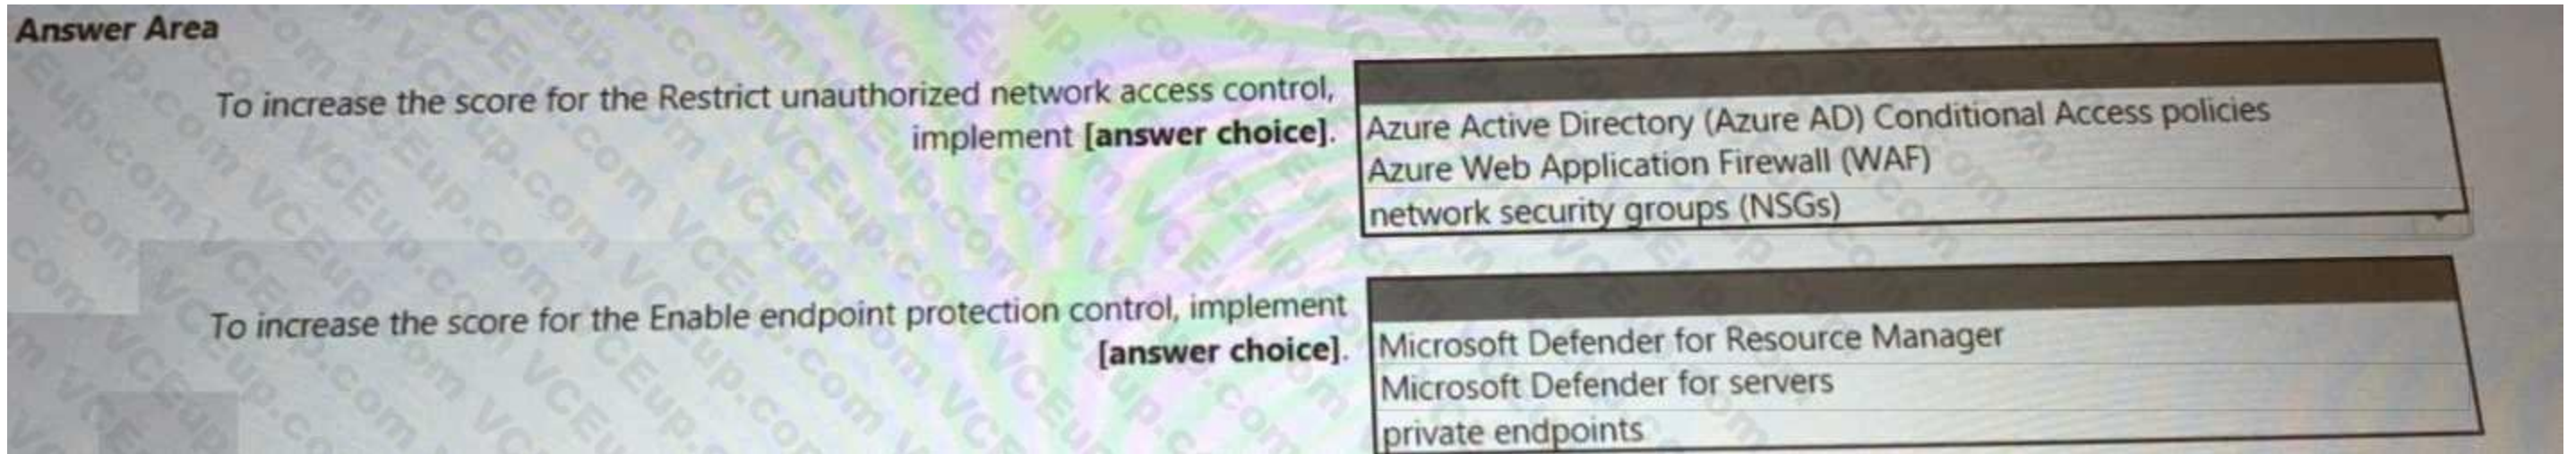 Answer Area
To increase the score for the Restrict unauthorized network access control,
implement [answer choice].
Azure Active Directory (Azure AD) Conditional Access policies
Azure Web Application Firewall (WAF)
network security groups (NSGs)
To increase the score for the Enable endpoint protection control, implement
[answer choice].
Microsoft Defender for Resource Manager
Microsoft Defender for servers
private endpoints
VCEup.com